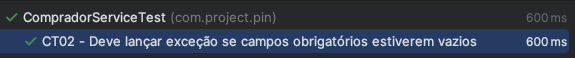 CompradorServiceTest (com.project.pin) 600 ms
CT02 - Deve lançar exceção se campos obrigatórios estiverem vazios 600 ms